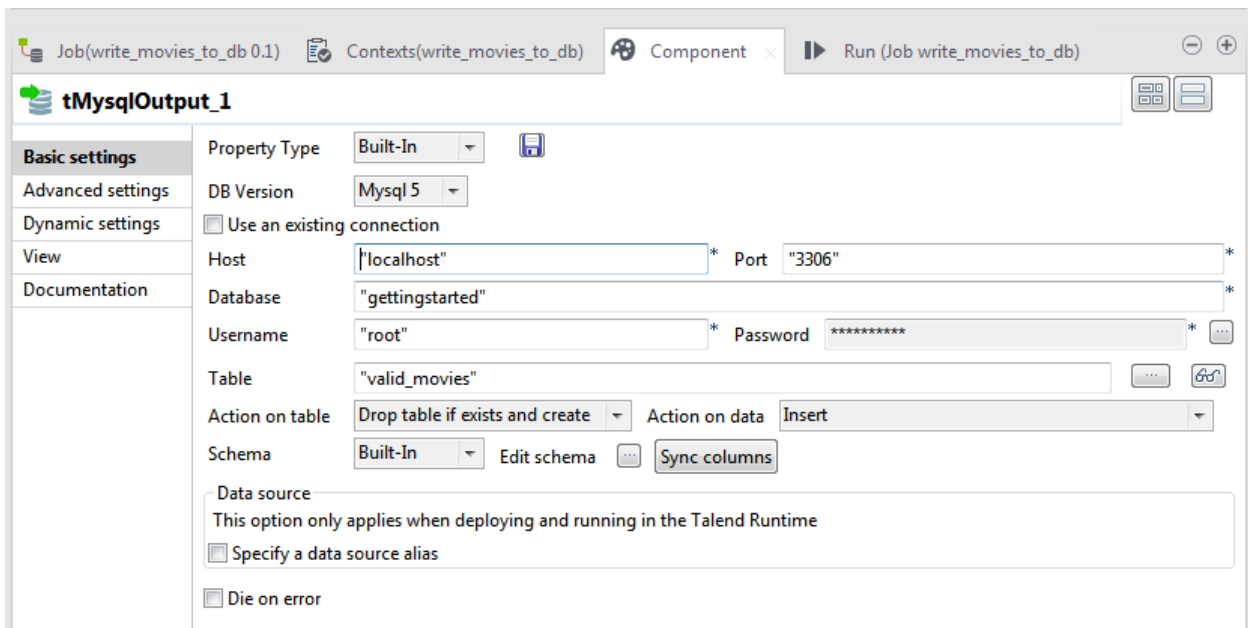 Job(write_movies_to_db 0.1) Contexts(write_movies_to_db) Component Run (Job write_movies_to_db)
tMysqlOutput_1
Basic settings
Advanced settings
Dynamic settings
View
Documentation
Property Type Built-In
DB Version Mysql 5
Use an existing connection
Host "localhost" * Port "3306" *
Database "gettingstarted" *
Username "root" * Password ********** * ...
Table "valid_movies" ...
Action on table Drop table if exists and create Action on data Insert
Schema Built-In Edit schema ... Sync columns
Data source
This option only applies when deploying and running in the Talend Runtime
Specify a data source alias
Die on error